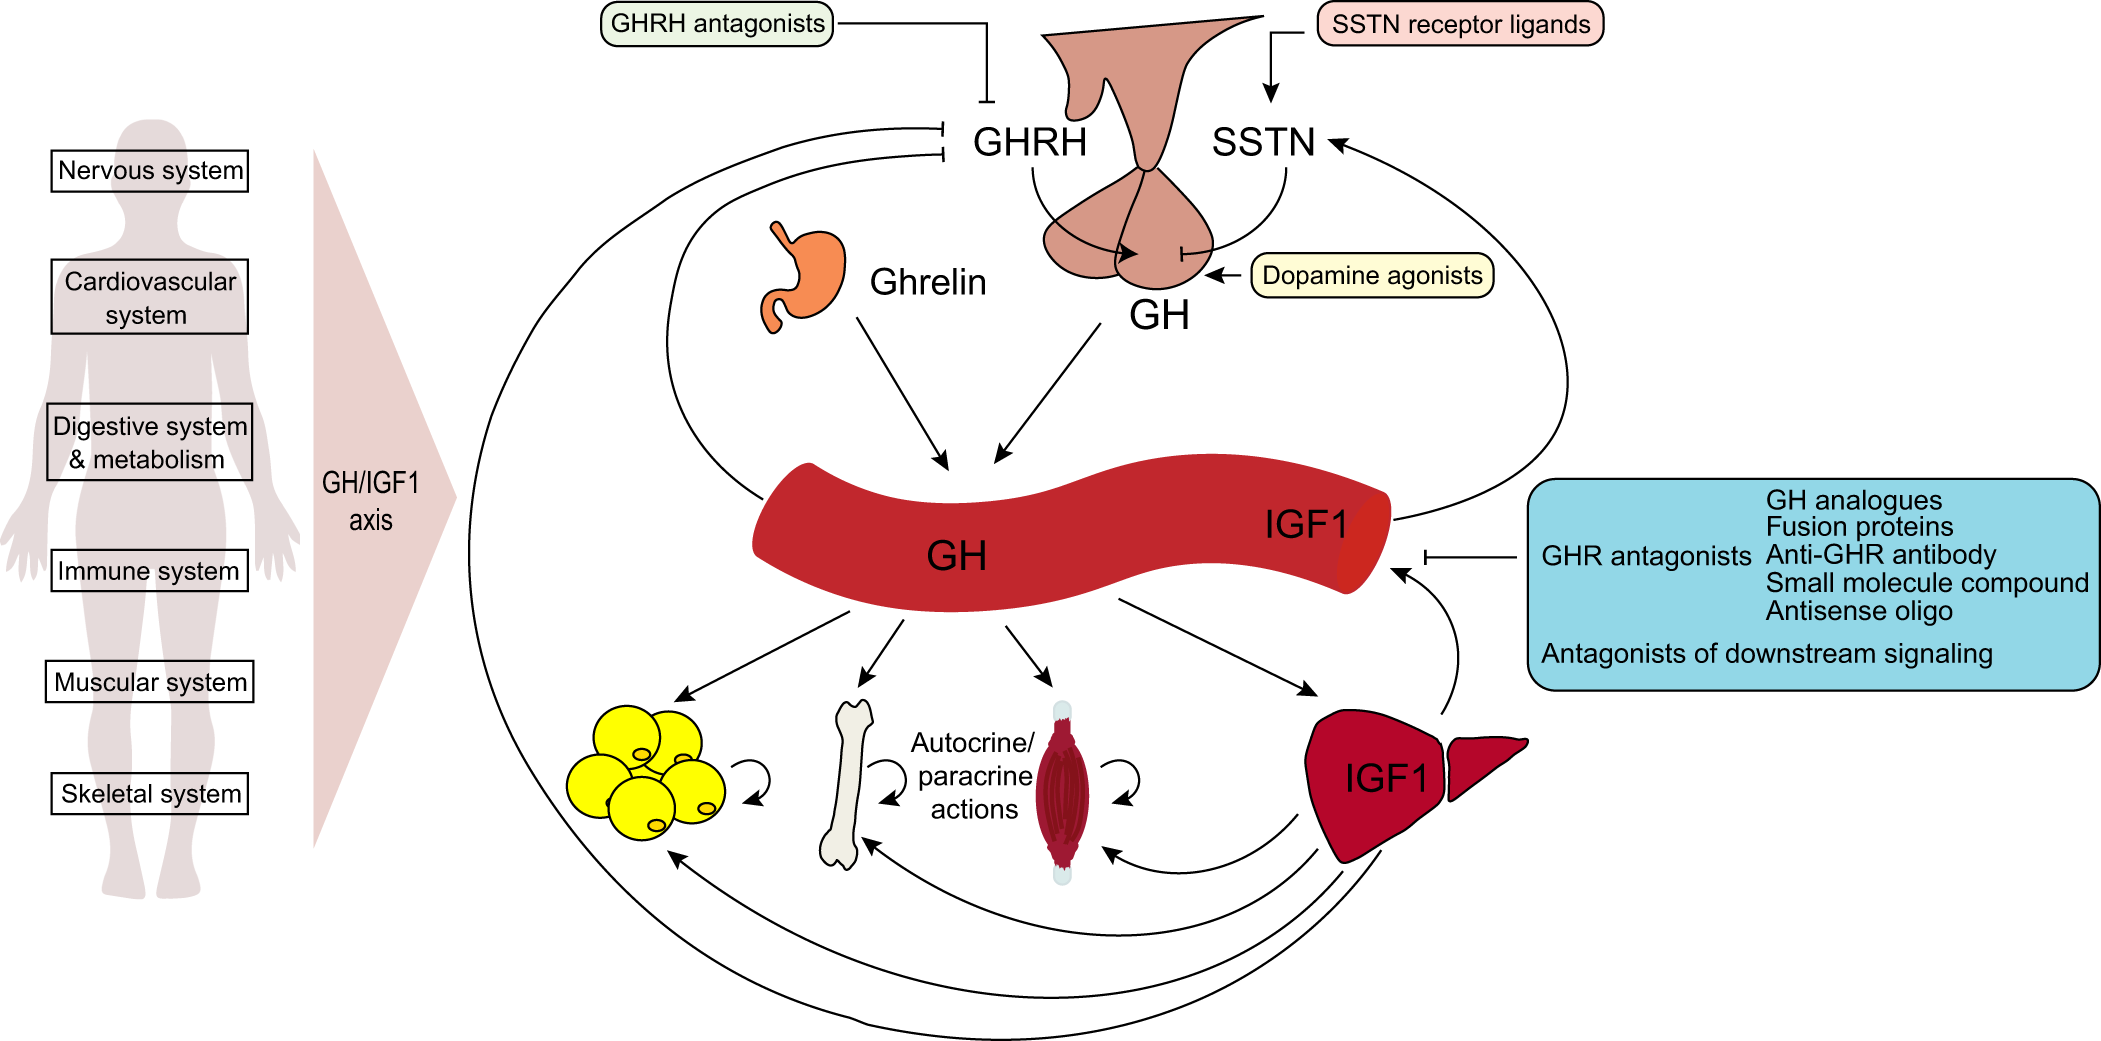 GHRH antagonists
SSTN receptor ligands
GHRH
SSTN
Nervous system
Cardiovascular
system
Digestive system
& metabolism
Immune system
Muscular system
Skeletal system
GH/IGF1
axis
Ghrelin
Dopamine agonists
GH
GH
IGF1
GHR antagonists
GH analogues
Fusion proteins
Anti-GHR antibody
Small molecule compound
Antisense oligo
Antagonists of downstream signaling
Autocrine/
paracrine
actions
IGF1